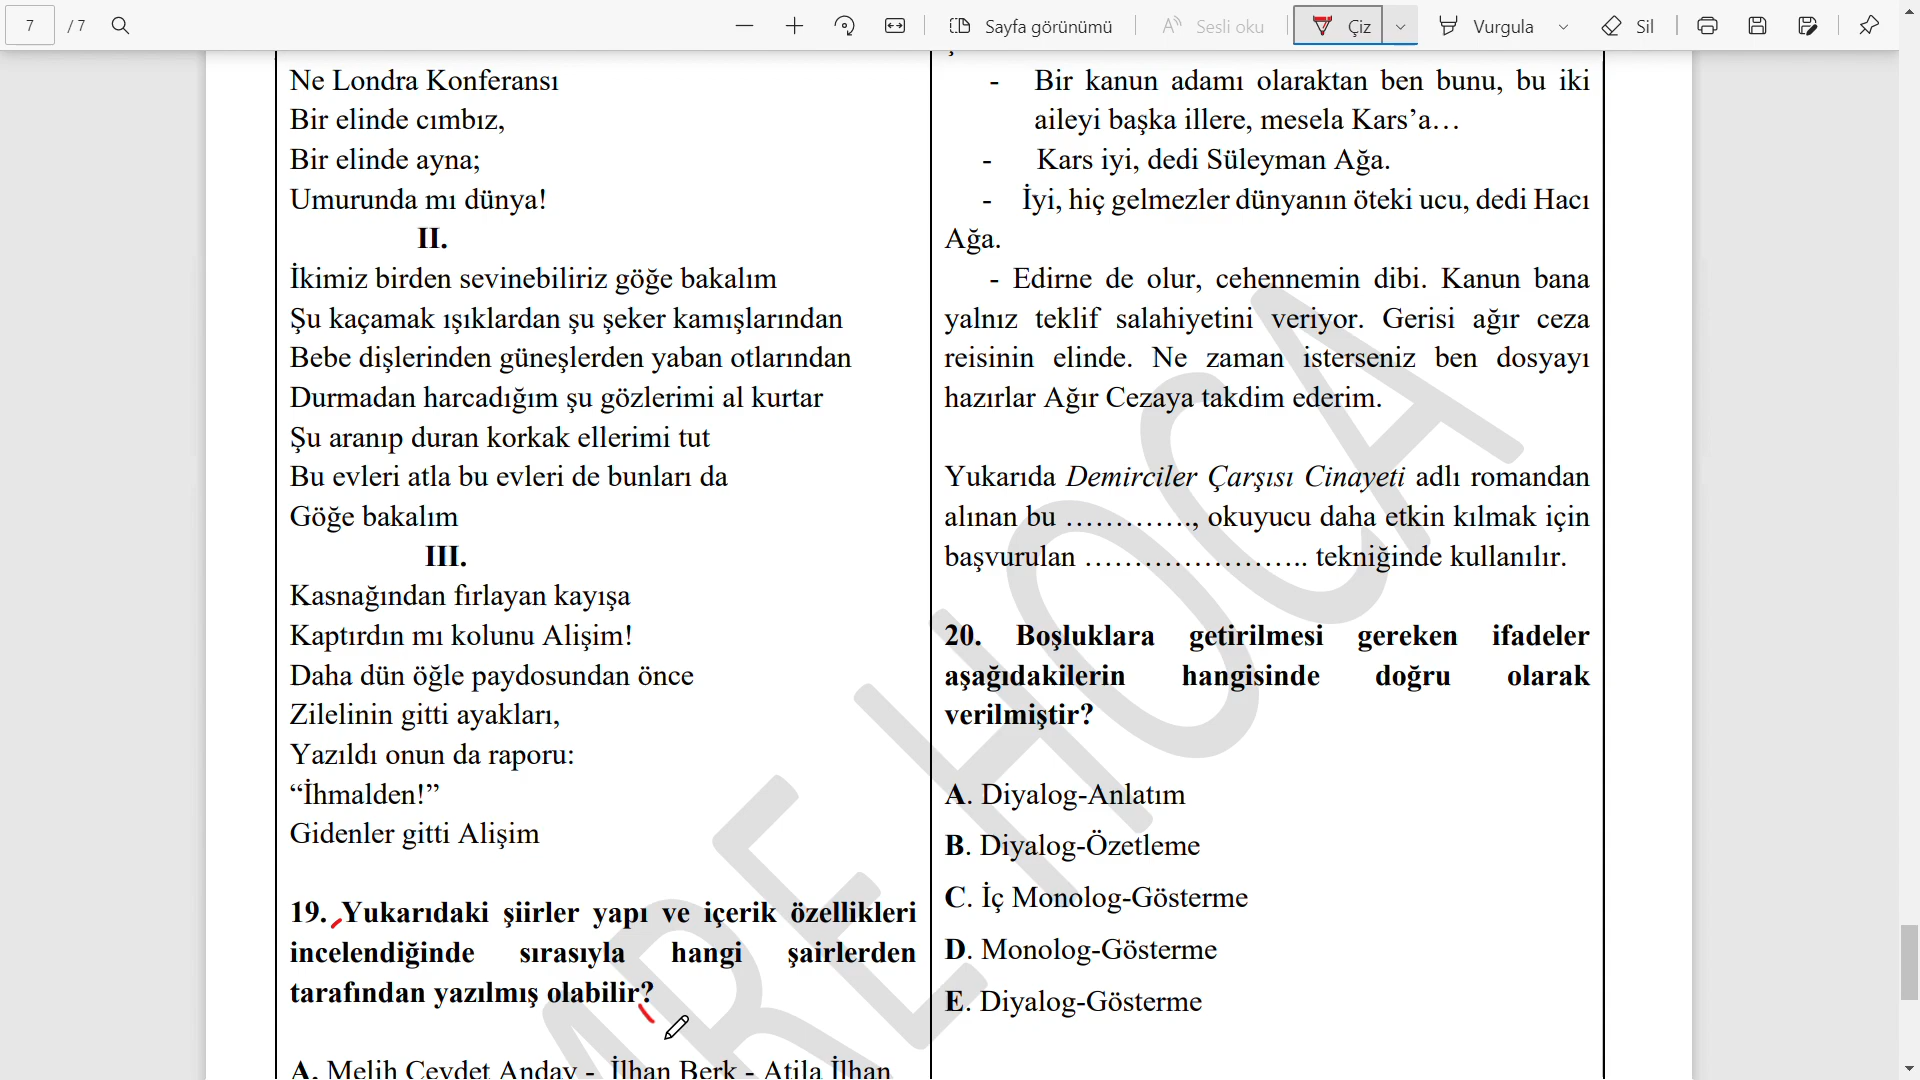 7 / 7
Sayfa görünümü
Sesli oku
Çiz
Vurgula
Sil
Ne Londra Konferansı
Bir elinde cımbız,
Bir elinde ayna;
Umurunda mı dünya!
II.
İkimiz birden sevinebiliriz göğe bakalım
Şu kaçamak ışıklardan şu şeker kamışlarından
Bebe dişlerinden güneşlerden yaban otlarından
Durmadan harcadığım şu gözlerimi al kurtar
Şu aranıp duran korkak ellerimi tut
Bu evleri atla bu evleri de bunları da
Göğe bakalım
III.
Kasnağından fırlayan kayışa
Kaptırdın mı kolunu Alişim!
Daha dün öğle paydosundan önce
Zilelinin gitti ayakları,
Yazıldı onun da raporu:
“İhmalden!”
Gidenler gitti Alişim
19. Yukarıdaki şiirler yapı ve içerik özellikleri
incelendiğinde sırasıyla hangi şairlerden
tarafından yazılmış olabilir?
A. Melih Cevdet Anday - İlhan Berk - Atila İlhan
- Bir kanun adamı olaraktan ben bunu, bu iki
aileyi başka illere, mesela Kars’a…
- Kars iyi, dedi Süleyman Ağa.
- İyi, hiç gelmezler dünyanın öteki ucu, dedi Hacı
Ağa.
- Edirne de olur, cehennemin dibi. Kanun bana
yalnız teklif salahiyetini veriyor. Gerisi ağır ceza
reisinin elinde. Ne zaman isterseniz ben dosyayı
hazırlar Ağır Cezaya takdim ederim.
Yukarıda Demirciler Çarşısı Cinayeti adlı romandan
alınan bu ………….., okuyucu daha etkin kılmak için
başvurulan …………………….. tekniğinde kullanılır.
20. Boşluklara getirilmesi gereken ifadeler
aşağıdakilerin hangisinde doğru olarak
verilmiştir?
A. Diyalog-Anlatım
B. Diyalog-Özetleme
C. İç Monolog-Gösterme
D. Monolog-Gösterme
E. Diyalog-Gösterme
MRE HOCA